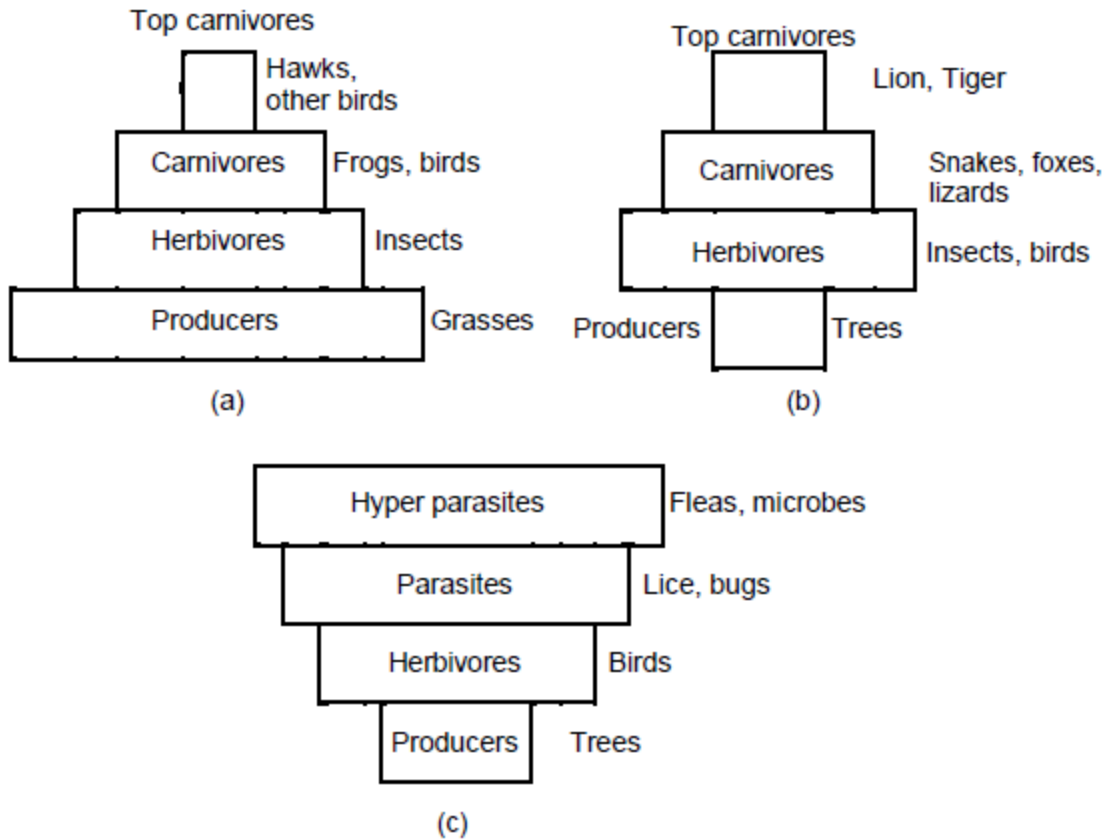 Top carnivores
Hawks,
other birds
Carnivores
Frogs, birds
Herbivores
Insects
Producers
Grasses
(a)
Top carnivores
Lion, Tiger
Carnivores
Snakes, foxes,
lizards
Herbivores
Insects, birds
Producers
Trees
(b)
Hyper parasites
Fleas, microbes
Parasites
Lice, bugs
Herbivores
Birds
Producers
Trees
(c)